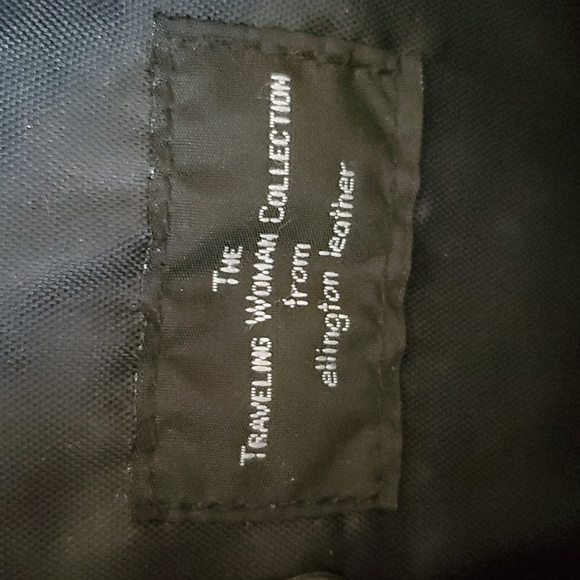 THE
TRAVELING WOMAN COLLECTION
from
ellington leather